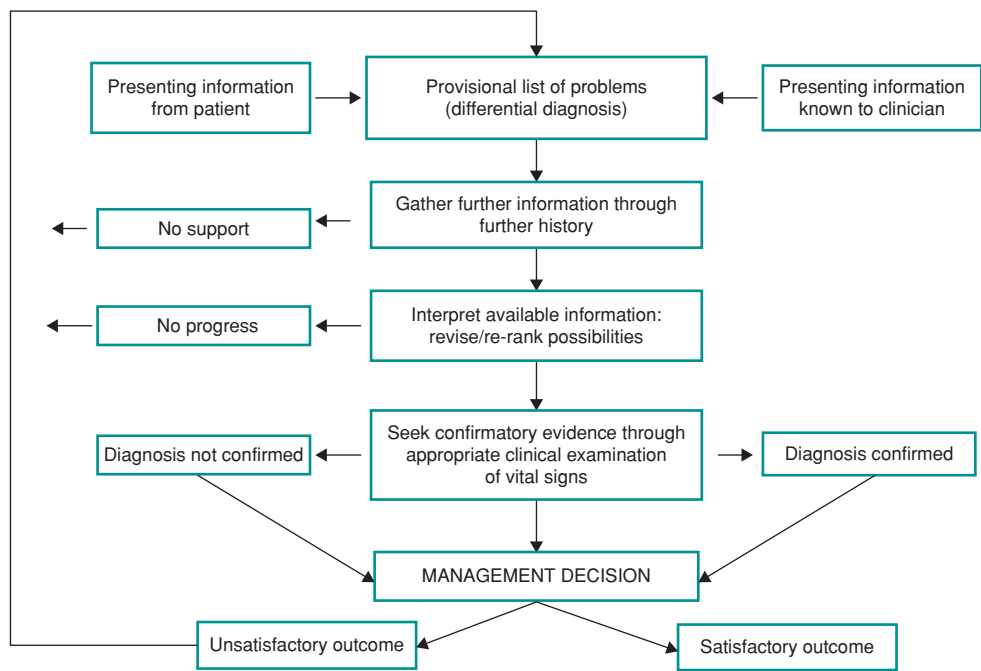 Presenting information
from patient
Provisional list of problems
(differential diagnosis)
Presenting information
known to clinician
Gather further information through
further history
No support
Interpret available information:
revise/re-rank possibilities
No progress
Seek confirmatory evidence through
appropriate clinical examination
of vital signs
Diagnosis not confirmed
Diagnosis confirmed
MANAGEMENT DECISION
Unsatisfactory outcome
Satisfactory outcome